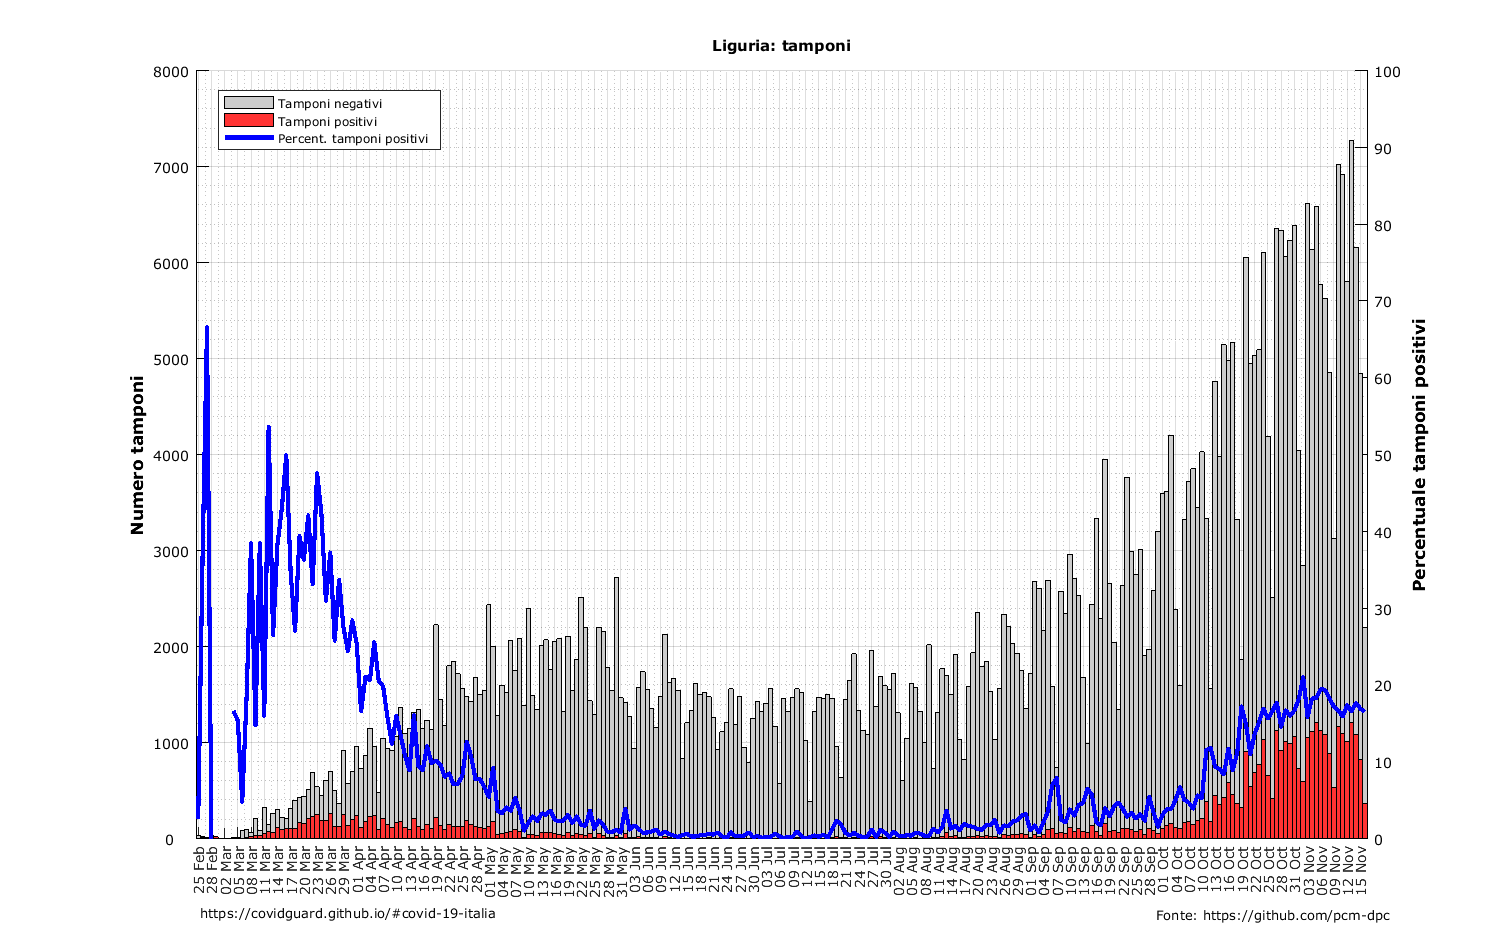 Liguria: tamponi
Tamponi negativi
Tamponi positivi
Percent. tamponi positivi
Numero tamponi
8000
7000
6000
5000
4000
3000
2000
1000
0
Percentuale tamponi positivi
100
90
80
70
60
50
40
30
20
10
0
25 Feb
28 Feb
02 Mar
05 Mar
08 Mar
11 Mar
14 Mar
17 Mar
20 Mar
23 Mar
26 Mar
29 Mar
01 Apr
04 Apr
07 Apr
10 Apr
13 Apr
16 Apr
19 Apr
22 Apr
25 Apr
28 Apr
01 May
04 May
07 May
10 May
13 May
16 May
19 May
22 May
25 May
28 May
31 May
03 Jun
06 Jun
09 Jun
12 Jun
15 Jun
18 Jun
21 Jun
24 Jun
27 Jun
30 Jun
03 Jul
06 Jul
09 Jul
12 Jul
15 Jul
18 Jul
21 Jul
24 Jul
27 Jul
30 Jul
02 Aug
05 Aug
08 Aug
11 Aug
14 Aug
17 Aug
20 Aug
23 Aug
26 Aug
29 Aug
01 Sep
04 Sep
07 Sep
10 Sep
13 Sep
16 Sep
19 Sep
22 Sep
25 Sep
28 Sep
01 Oct
04 Oct
07 Oct
10 Oct
13 Oct
16 Oct
19 Oct
22 Oct
25 Oct
28 Oct
31 Oct
03 Nov
06 Nov
09 Nov
12 Nov
15 Nov
https://covidguard.github.io/#covid-19-italia
Fonte: https://github.com/pcm-dpc